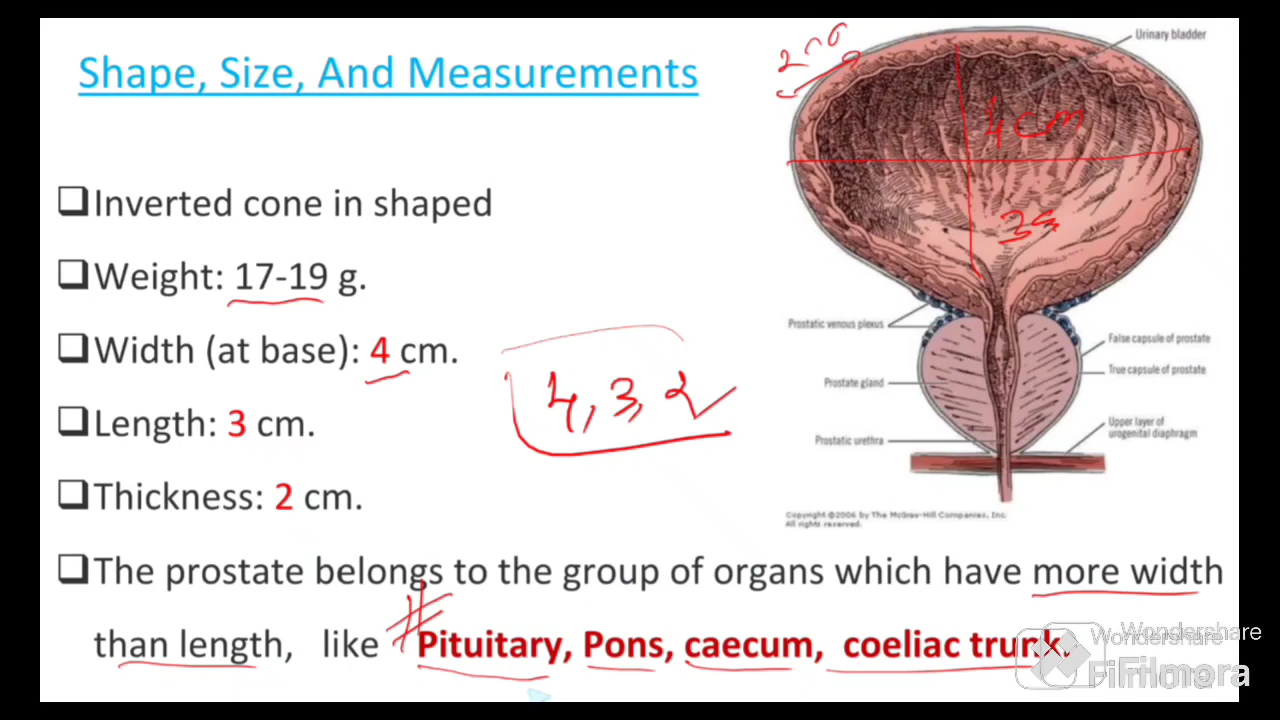 Shape, Size, And Measurements
Inverted cone in shaped
Weight: 17-19 g.
Width (at base): 4 cm.
Length: 3 cm.
Thickness: 2 cm.
The prostate belongs to the group of organs which have more width
than length, like Pituitary, Pons, caecum, coeliac trunk.
4, 3, 2
4 cm
Urinary bladder
Prostatic venous plexus
False capsule of prostate
True capsule of prostate
Prostate gland
Upper layer of
urogenital diaphragm
Prostatic urethra
Copyright ©2006 by The McGraw-Hill Companies, Inc.
All rights reserved.
Wondershare
Filmora